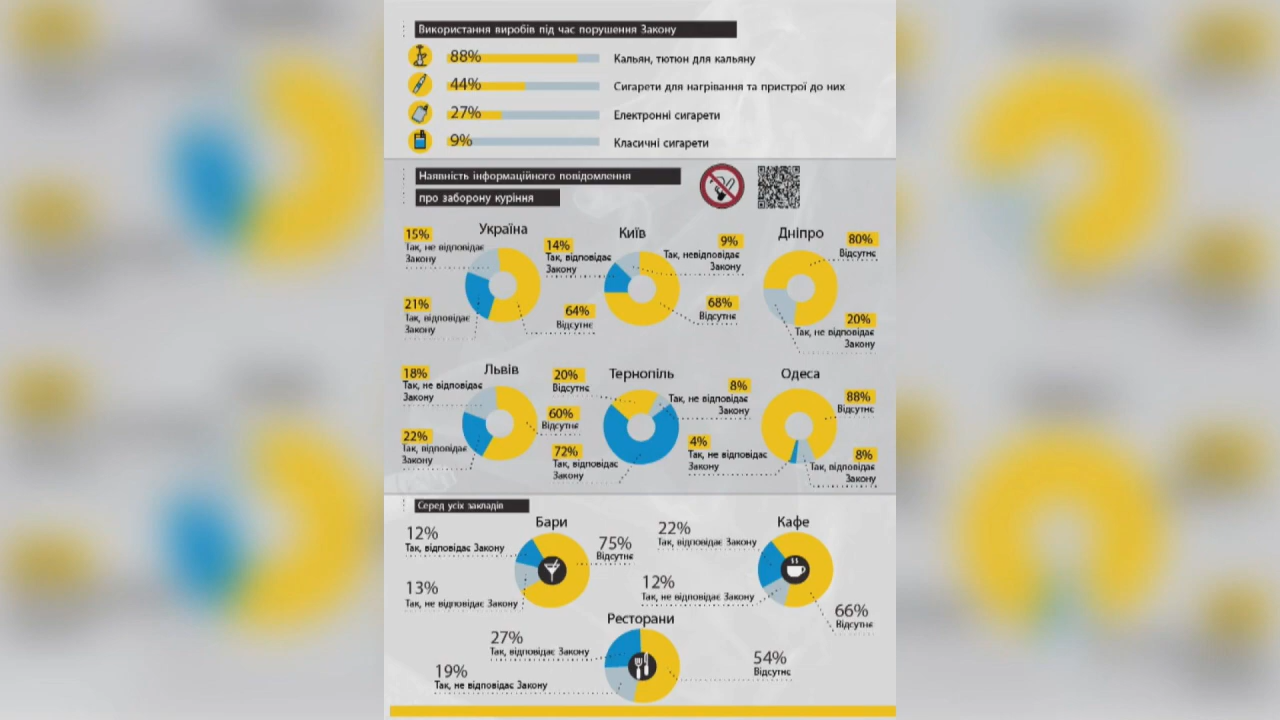 Використання виробів під час порушення Закону
88%
Кальян, тютюн для кальяну
44%
Сигарети для нагрівання та пристрої до них
27%
Електронні сигарети
9%
Класичні сигарети
Наявність інформаційного повідомлення
про заборону куріння
Україна
15%
Так, не відповідає
Закону
21%
Так, відповідає
Закону
64%
Відсутнє
Київ
14%
Так, відповідає
Закону
9%
Так, невідповідає
Закону
68%
Відсутнє
Дніпро
80%
Відсутнє
20%
Так, не відповідає
Закону
Львів
18%
Так, не відповідає
Закону
22%
Так, відповідає
Закону
60%
Відсутнє
Тернопіль
20%
Відсутнє
8%
Так, не відповідає
Закону
72%
Так, відповідає
Закону
Одеса
88%
Відсутнє
4%
Так, не відповідає
Закону
8%
Так, відповідає
Закону
Серед усіх закладів
Бари
12%
Так, відповідає Закону
75%
Відсутнє
13%
Так, не відповідає Закону
Кафе
22%
Так, відповідає Закону
12%
Так, не відповідає Закону
66%
Відсутнє
Ресторани
27%
Так, відповідає Закону
19%
Так, не відповідає Закону
54%
Відсутнє